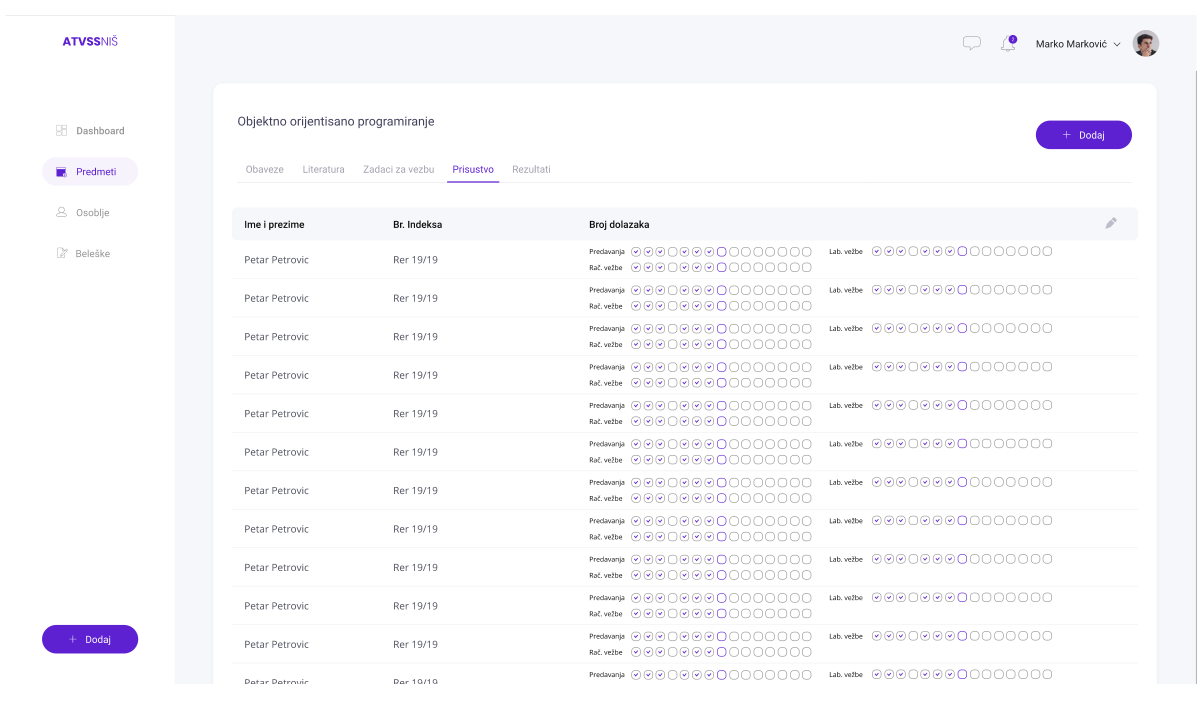 ATVSSNIŠ
Marko Marković
Dashboard
Predmeti
Osoblje
Beleške
+ Dodaj
Objektno orijentisano programiranje
+ Dodaj
Obaveze Literatura Zadaci za vezbu Prisustvo Rezultati
Ime i prezime Br. Indeksa Broj dolazaka
Petar Petrovic Rer 19/19 Predavanja Lab. vežbe
Rač. vežbe
Petar Petrovic Rer 19/19 Predavanja Lab. vežbe
Rač. vežbe
Petar Petrovic Rer 19/19 Predavanja Lab. vežbe
Rač. vežbe
Petar Petrovic Rer 19/19 Predavanja Lab. vežbe
Rač. vežbe
Petar Petrovic Rer 19/19 Predavanja Lab. vežbe
Rač. vežbe
Petar Petrovic Rer 19/19 Predavanja Lab. vežbe
Rač. vežbe
Petar Petrovic Rer 19/19 Predavanja Lab. vežbe
Rač. vežbe
Petar Petrovic Rer 19/19 Predavanja Lab. vežbe
Rač. vežbe
Petar Petrovic Rer 19/19 Predavanja Lab. vežbe
Rač. vežbe
Petar Petrovic Rer 19/19 Predavanja Lab. vežbe
Rač. vežbe
Petar Petrovic Rer 19/19 Predavanja Lab. vežbe
Rač. vežbe
Petar Petrovic Rer 19/19 Predavanja Lab. vežbe